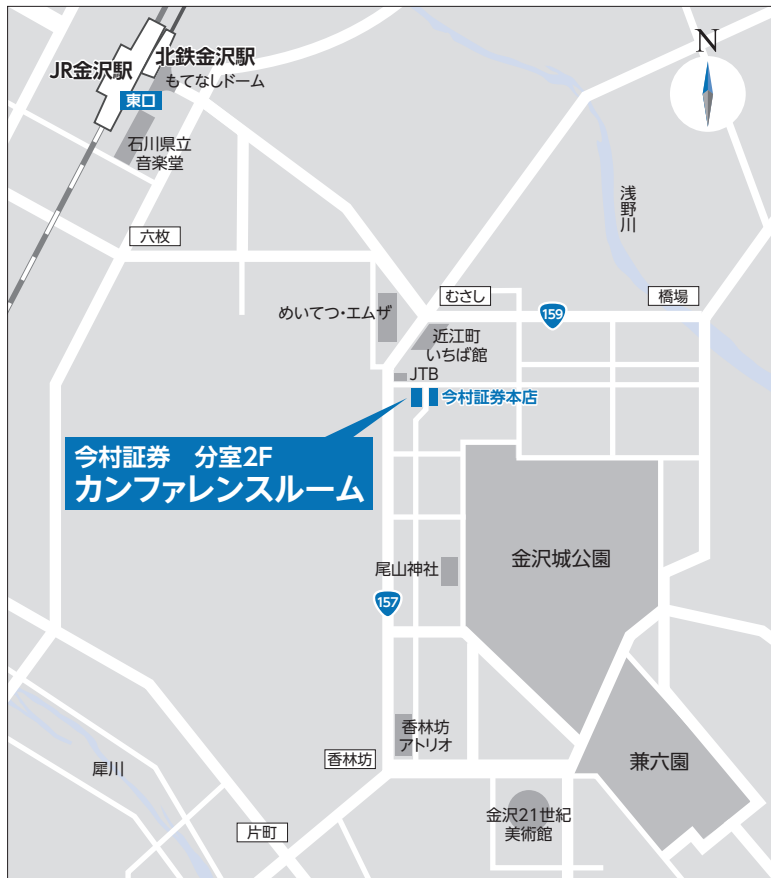 N
北鉄金沢駅
JR金沢駅
もてなしドーム
東口
石川県立
音楽堂
浅野川
六枚
むさし
橋場
めいてつ・エムザ
159
近江町
いちば館
JTB
今村証券本店
今村証券 分室2F
カンファレンスルーム
金沢城公園
尾山神社
157
香林坊
アトリオ
香林坊
兼六園
犀川
金沢21世紀
美術館
片町